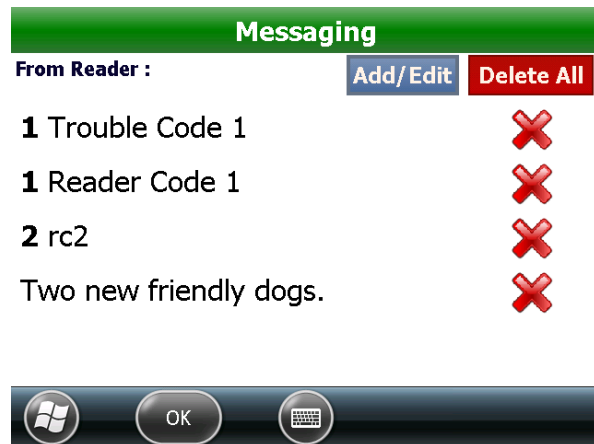 Messaging
From Reader :
Add/Edit
Delete All
1 Trouble Code 1
1 Reader Code 1
2 rc2
Two new friendly dogs.
OK